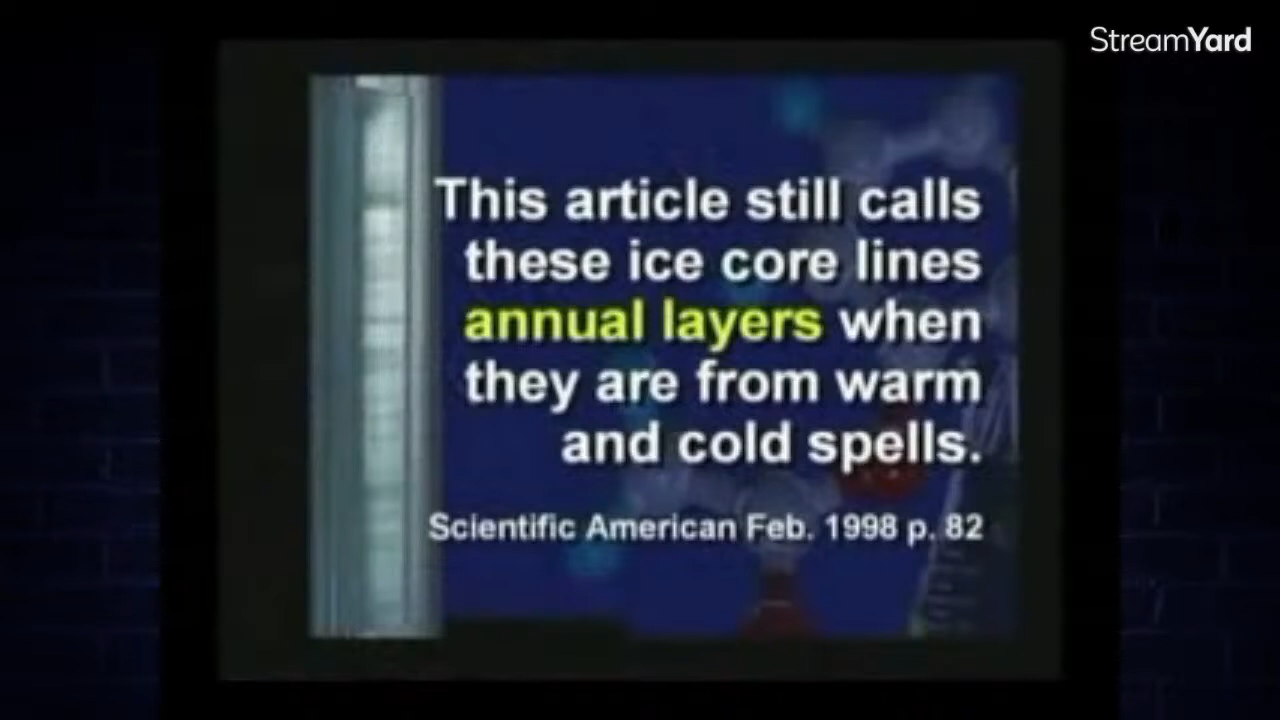 StreamYard
This article still calls
these ice core lines
annual layers when
they are from warm
and cold spells.
Scientific American Feb. 1998 p. 82